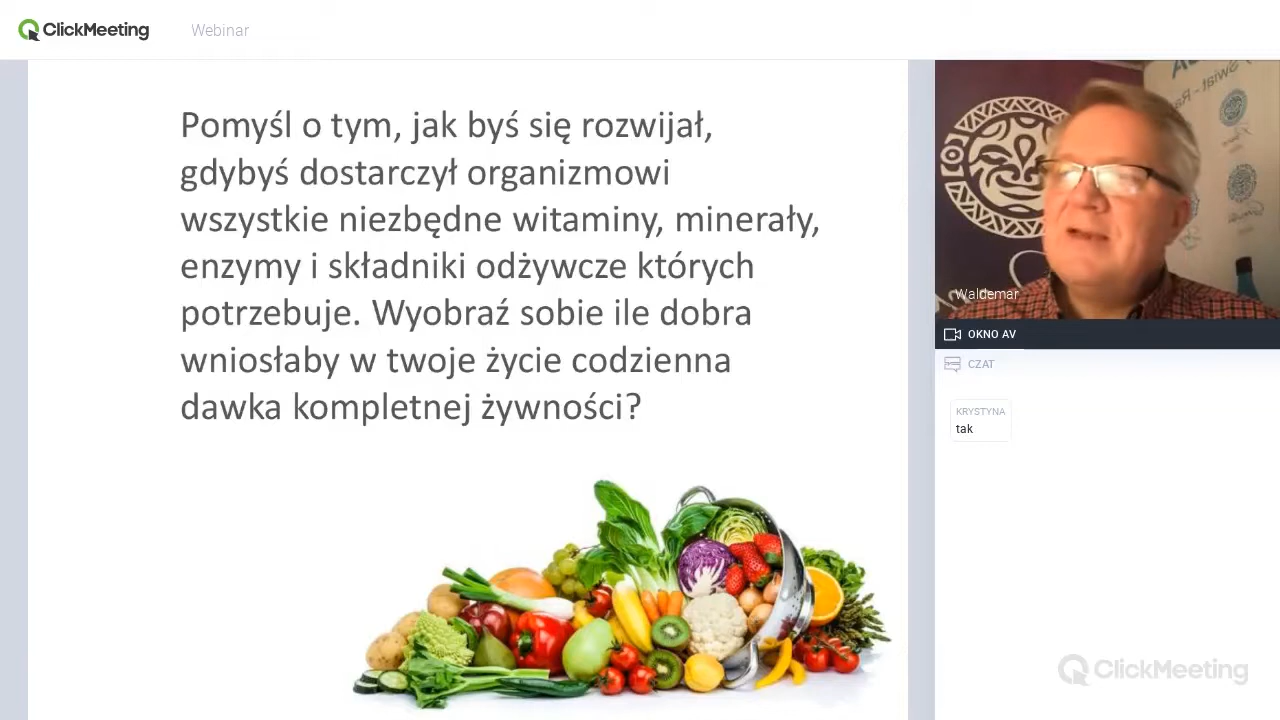 ClickMeeting
Webinar
Pomyśl o tym, jak byś się rozwijał,
gdybyś dostarczył organizmowi
wszystkie niezbędne witaminy, minerały,
enzymy i składniki odżywcze których
potrzebuje. Wyobraź sobie ile dobra
wniosłaby w twoje życie codzienna
dawka kompletnej żywności?
Waldemar
OKNO AV
CZAT
KRYSTYNA
tak
ClickMeeting